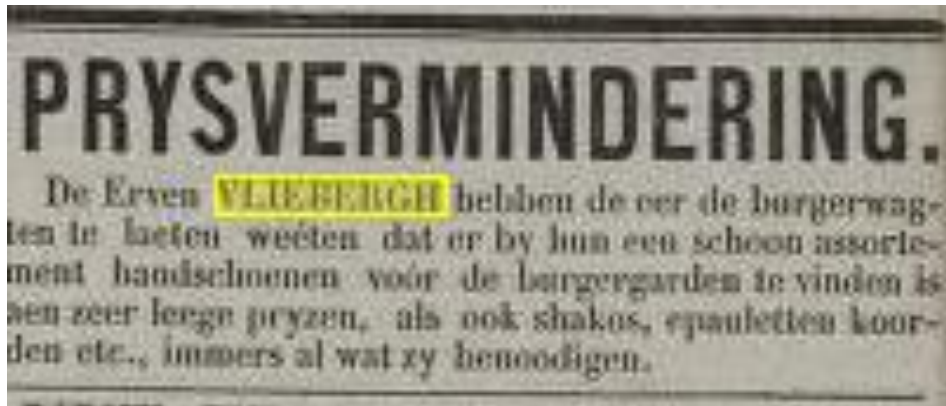 PRYSVERMINDERING.
De Erven VLIEBERGH hebben de eer de burgerwag-
ten te laeten weéten dat er by hun een schoon assorte-
ment handschoenen voór de burgergarden te vinden is
aen zeer leege pryzen, als ook shakos, epauletten koor-
den etc., immers al wat zy benoodigen.